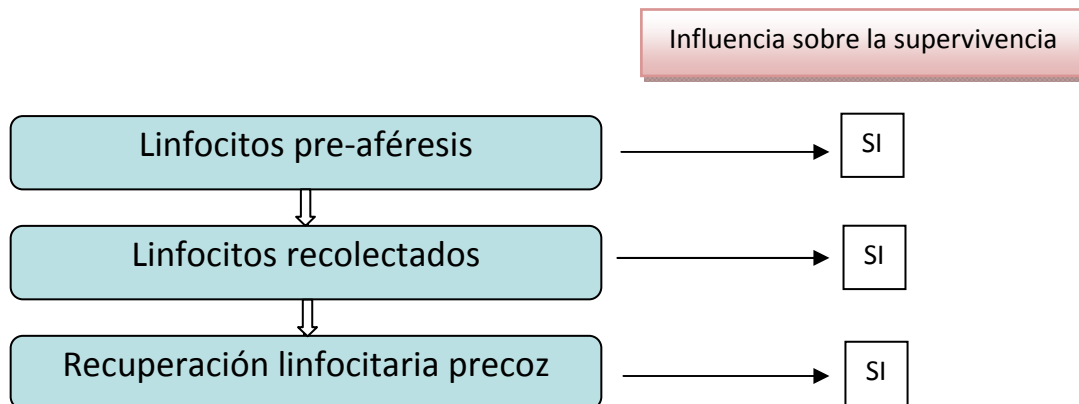 Influencia sobre la supervivencia
Linfocitos pre-aféresis
SI
Linfocitos recolectados
SI
Recuperación linfocitaria precoz
SI